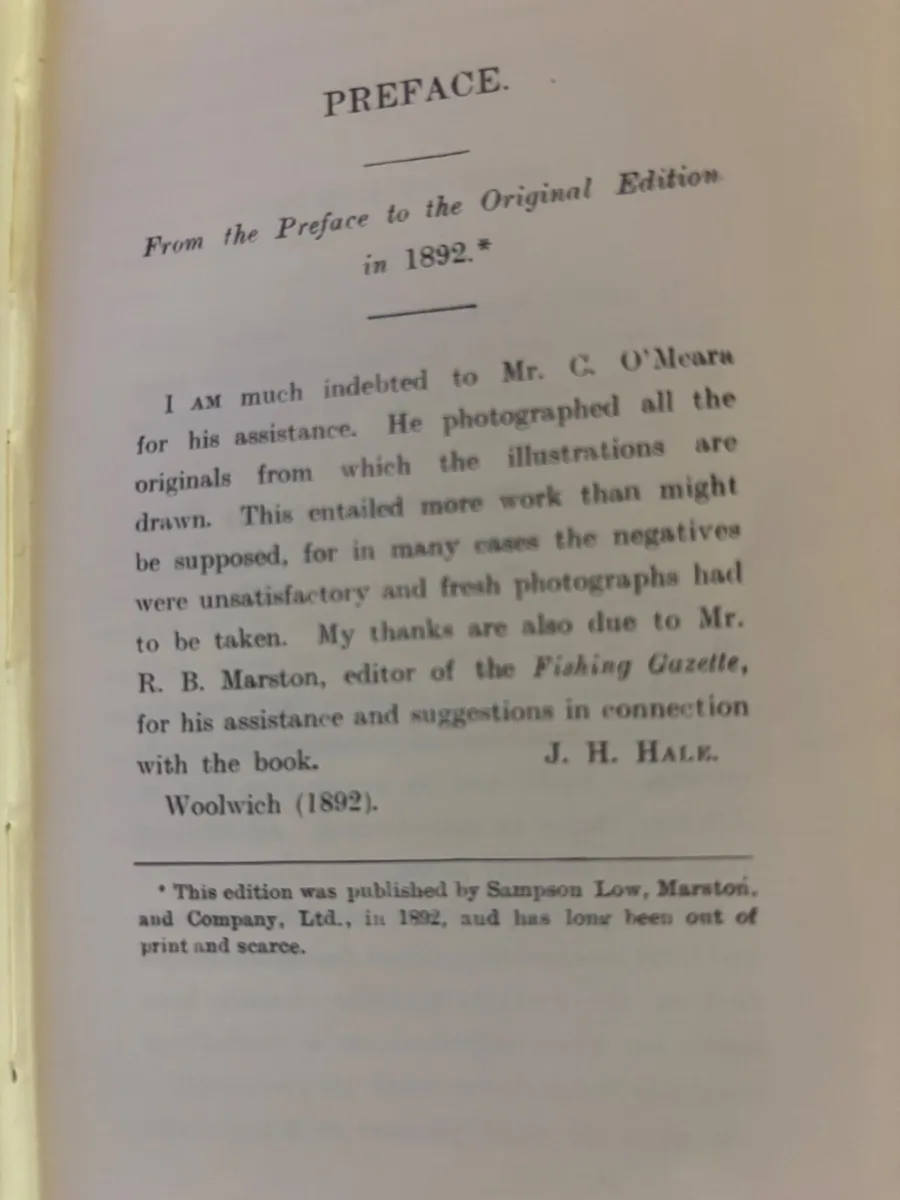 PREFACE.
From the Preface to the Original Edition
in 1892.*
I AM much indebted to Mr. C. O'Meara
for his assistance. He photographed all the
originals from which the illustrations are
drawn. This entailed more work than might
be supposed, for in many cases the negatives
were unsatisfactory and fresh photographs had
to be taken. My thanks are also due to Mr.
R. B. Marston, editor of the Fishing Gazette,
for his assistance and suggestions in connection
with the book. J. H. HALE.
Woolwich (1892).
* This edition was published by Sampson Low, Marston,
and Company, Ltd., in 1892, and has long been out of
print and scarce.